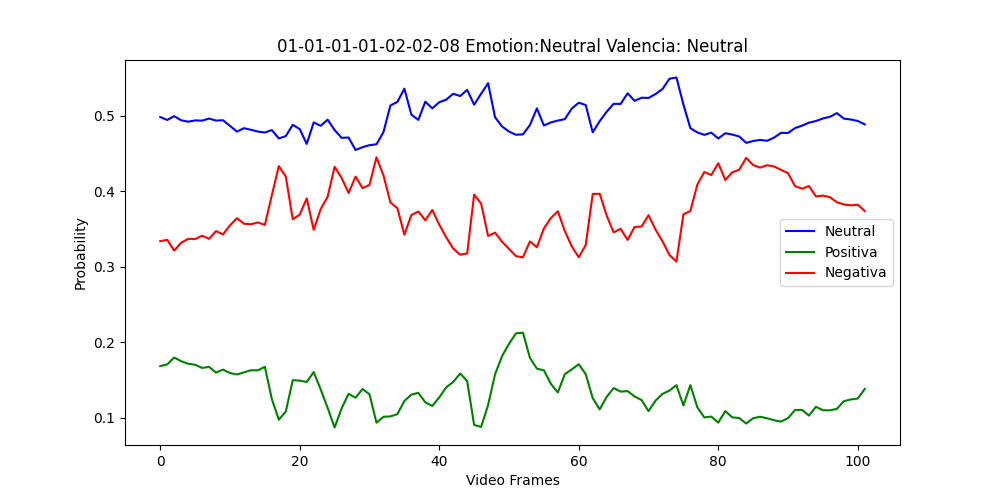 01-01-01-01-02-02-08 Emotion:Neutral Valencia: Neutral
Probability
0.5
0.4
0.3
0.2
0.1
Neutral
Positiva
Negativa
0 20 40 60 80 100
Video Frames